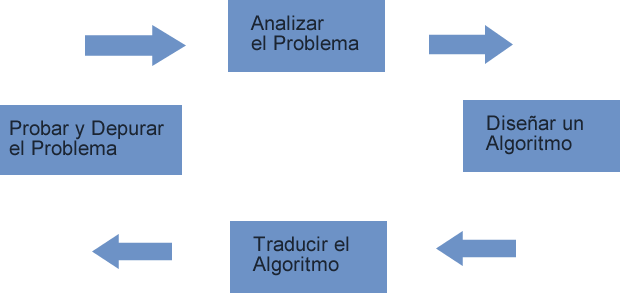 Analizar
el Problema
Diseñar un
Algoritmo
Traducir el
Algoritmo
Probar y Depurar
el Problema